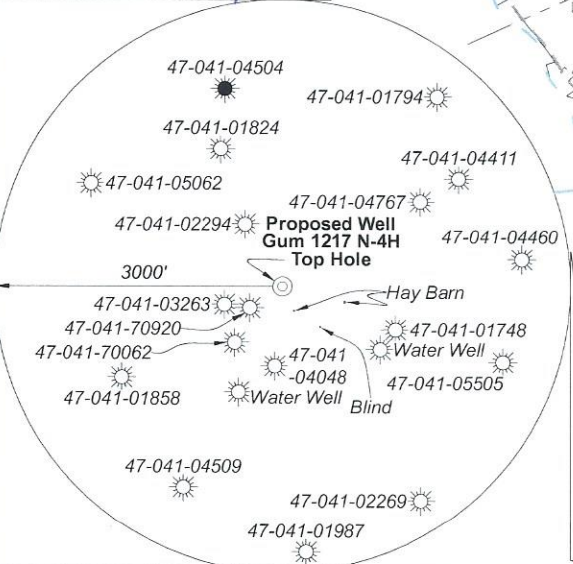 47-041-04504
47-041-01794
47-041-01824
47-041-04411
47-041-05062
47-041-04767
47-041-02294
Proposed Well
Gum 1217 N-4H
Top Hole
47-041-04460
3000'
Hay Barn
47-041-03263
47-041-70920
47-041-01748
47-041-70062
Water Well
47-041
-04048
47-041-05505
47-041-01858
Water Well
Blind
47-041-04509
47-041-02269
47-041-01987